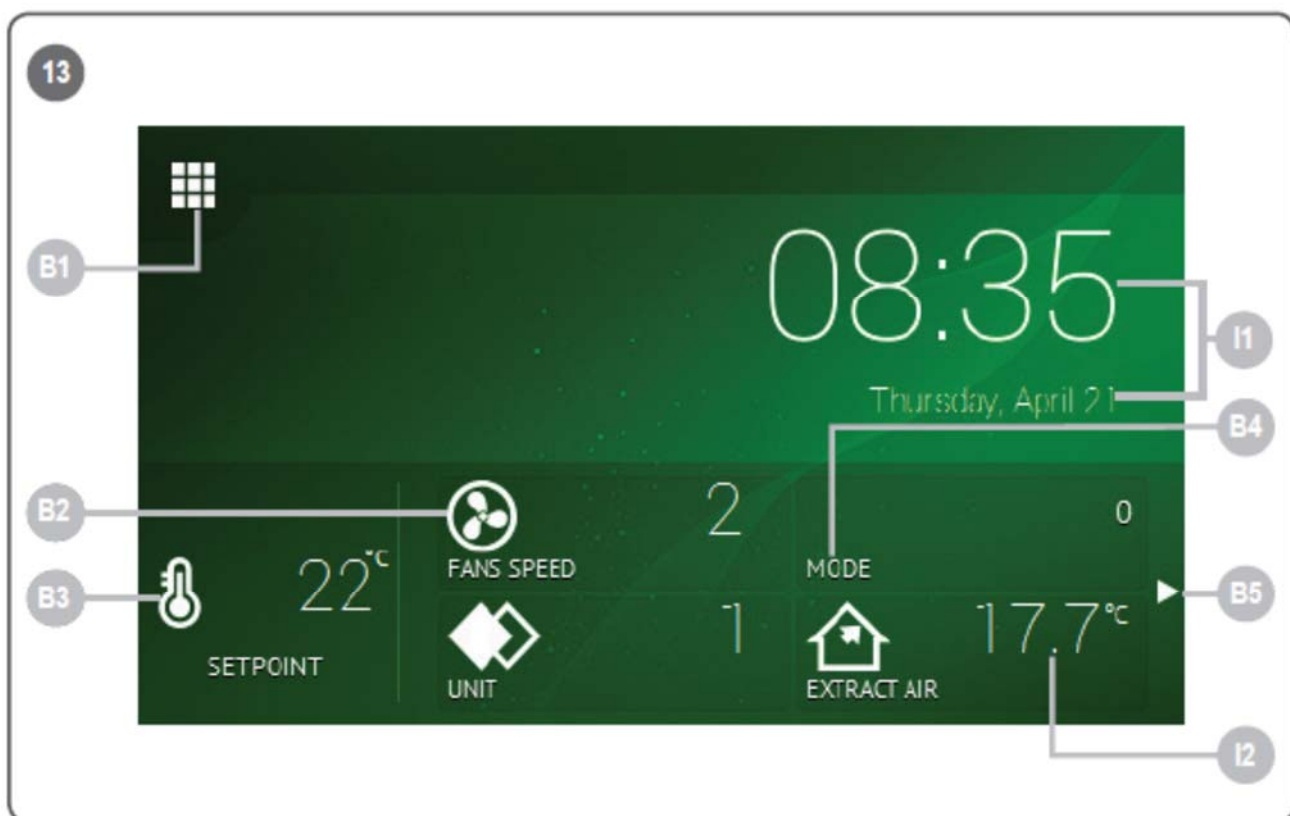 13
B1
08:35
I1
Thursday, April 21
B4
B2
2
0
FANS SPEED
MODE
B3
22°C
B5
1
17.7°C
SETPOINT
UNIT
EXTRACT AIR
I2